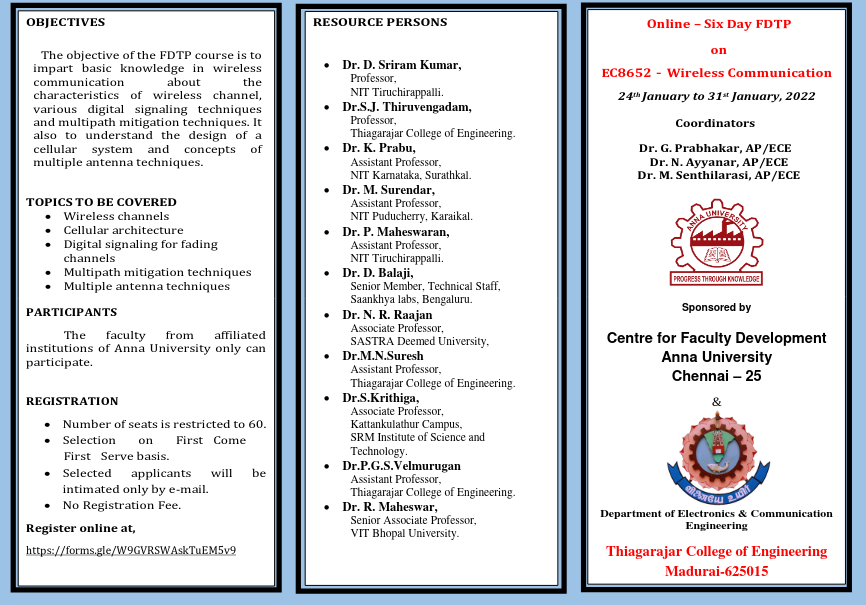 OBJECTIVES
The objective of the FDTP course is to
impart basic knowledge in wireless
communication about the
characteristics of wireless channel,
various digital signaling techniques
and multipath mitigation techniques. It
also to understand the design of a
cellular system and concepts of
multiple antenna techniques.
TOPICS TO BE COVERED
• Wireless channels
• Cellular architecture
• Digital signaling for fading
channels
• Multipath mitigation techniques
• Multiple antenna techniques
PARTICIPANTS
The faculty from affiliated
institutions of Anna University only can
participate.
REGISTRATION
• Number of seats is restricted to 60.
• Selection on First Come
First Serve basis.
• Selected applicants will be
intimated only by e-mail.
• No Registration Fee.
Register online at,
https://forms.gle/W9GVRSWAskTuEM5v9
RESOURCE PERSONS
• Dr. D. Sriram Kumar,
Professor,
NIT Tiruchirappalli.
• Dr.S.J. Thiruvengadam,
Professor,
Thiagarajar College of Engineering.
• Dr. K. Prabu,
Assistant Professor,
NIT Karnataka, Surathkal.
• Dr. M. Surendar,
Assistant Professor,
NIT Puducherry, Karaikal.
• Dr. P. Maheswaran,
Assistant Professor,
NIT Tiruchirappalli.
• Dr. D. Balaji,
Senior Member, Technical Staff,
Saankhya labs, Bengaluru.
• Dr. N. R. Raajan
Associate Professor,
SASTRA Deemed University,
• Dr.M.N.Suresh
Assistant Professor,
Thiagarajar College of Engineering.
• Dr.S.Krithiga,
Associate Professor,
Kattankulathur Campus,
SRM Institute of Science and
Technology.
• Dr.P.G.S.Velmurugan
Assistant Professor,
Thiagarajar College of Engineering.
• Dr. R. Maheswar,
Senior Associate Professor,
VIT Bhopal University.
Online – Six Day FDTP
on
EC8652 - Wireless Communication
24th January to 31st January, 2022
Coordinators
Dr. G. Prabhakar, AP/ECE
Dr. N. Ayyanar, AP/ECE
Dr. M. Senthilarasi, AP/ECE
ANNA UNIVERSITY
PROGRESS THROUGH KNOWLEDGE
Sponsored by
Centre for Faculty Development
Anna University
Chennai – 25
&
Department of Electronics & Communication
Engineering
Thiagarajar College of Engineering
Madurai-625015